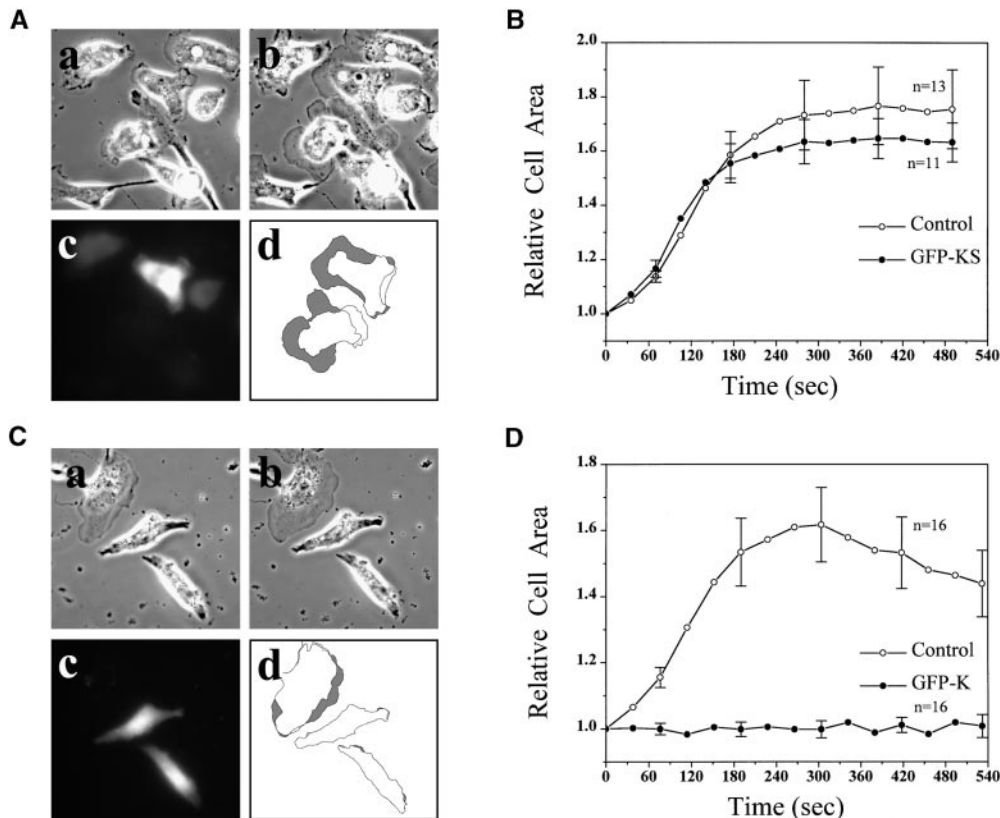 A
a
b
c
d
B
Relative Cell Area
2.0
1.8
1.6
1.4
1.2
1.0
n=13
n=11
Control
GFP-KS
0 60 120 180 240 300 360 420 480 540
Time (sec)
C
a
b
c
d
D
Relative Cell Area
1.8
1.6
1.4
1.2
1.0
n=16
Control
GFP-K
n=16
0 60 120 180 240 300 360 420 480 540
Time (sec)